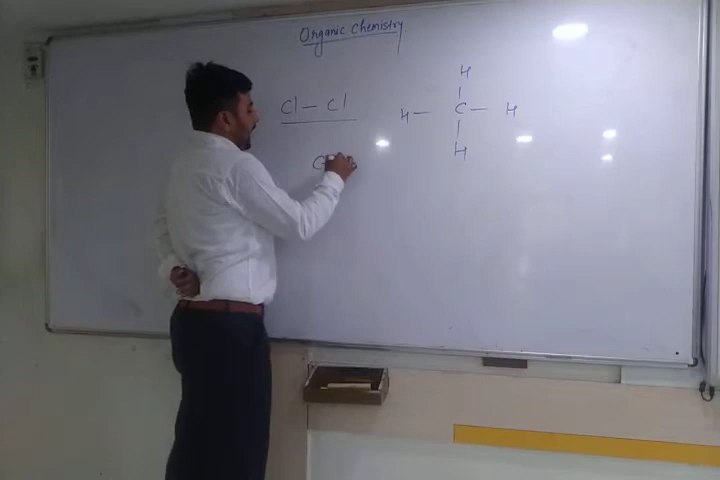 Organic Chemistry
H
Cl — Cl
H — C — H
H
C